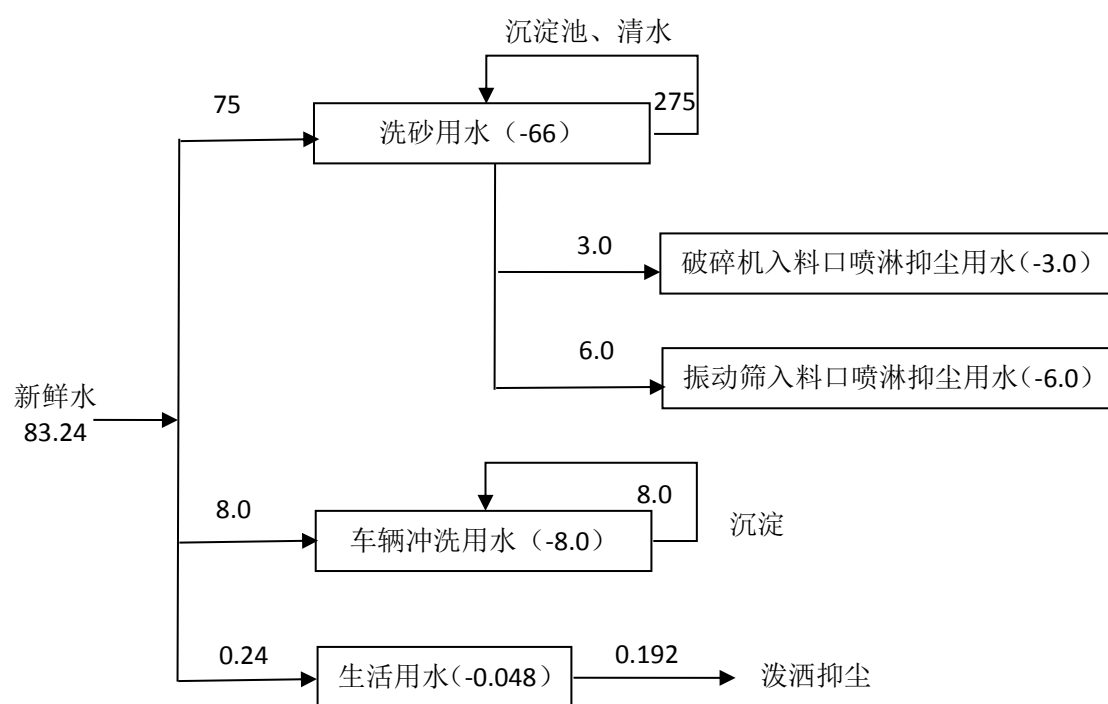 沉淀池、清水
75
275
洗砂用水（-66）
3.0
破碎机入料口喷淋抑尘用水（-3.0）
6.0
振动筛入料口喷淋抑尘用水（-6.0）
新鲜水
83.24
8.0
8.0
车辆冲洗用水（-8.0）
沉淀
0.24
生活用水（-0.048）
0.192
泼洒抑尘